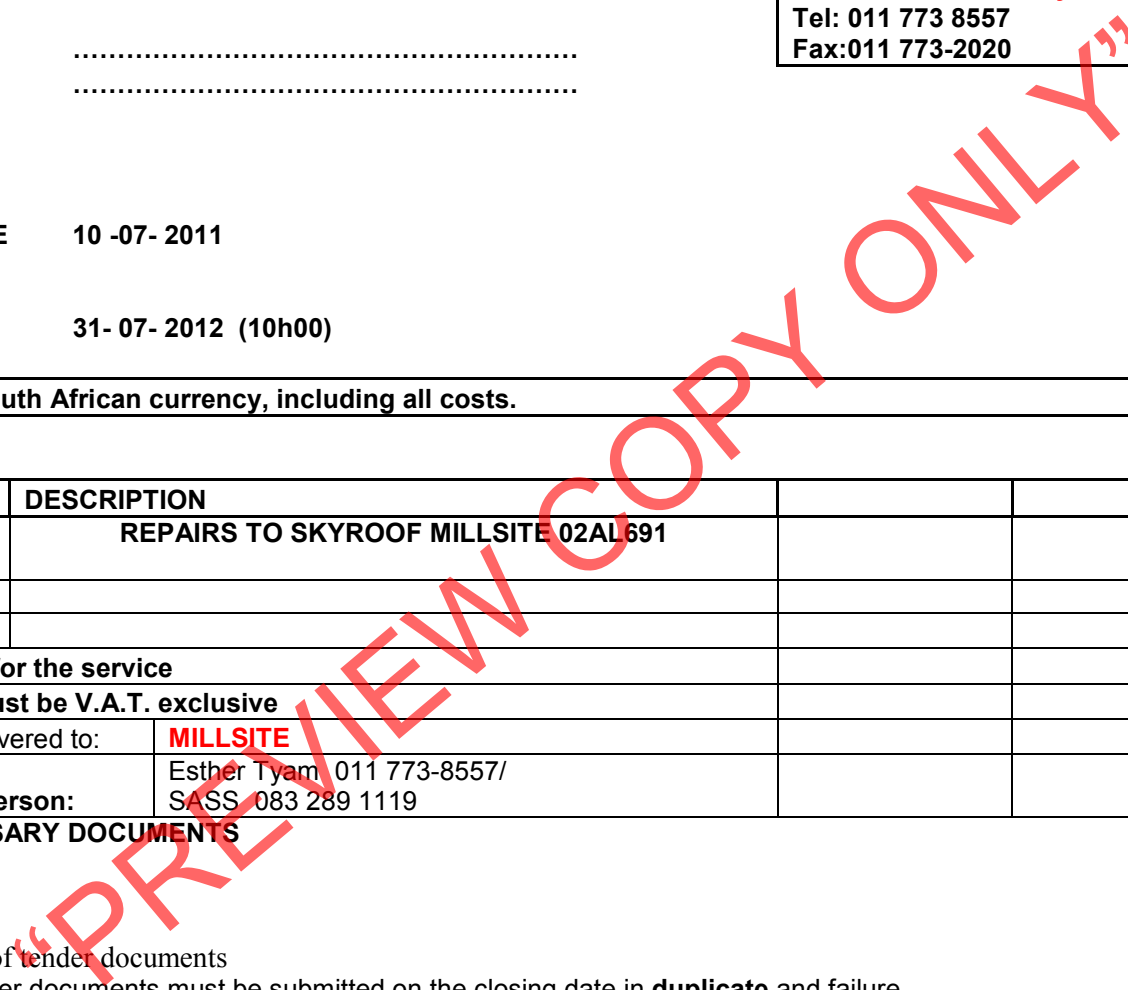 Tel: 011 773 8557
Fax:011 773-2020
……………………………………………………
……………………………………………………
E 10 -07- 2011
31- 07- 2012 (10h00)
uth African currency, including all costs.
DESCRIPTION
REPAIRS TO SKYROOF MILLSITE 02AL691
or the service
ust be V.A.T. exclusive
vered to: MILLSITE
Esther Tyam 011 773-8557/
erson: SASS 083 289 1119
SARY DOCUMENTS
of tender documents
er documents must be submitted on the closing date in duplicate and failure
“PREVIEW COPY ONLY”